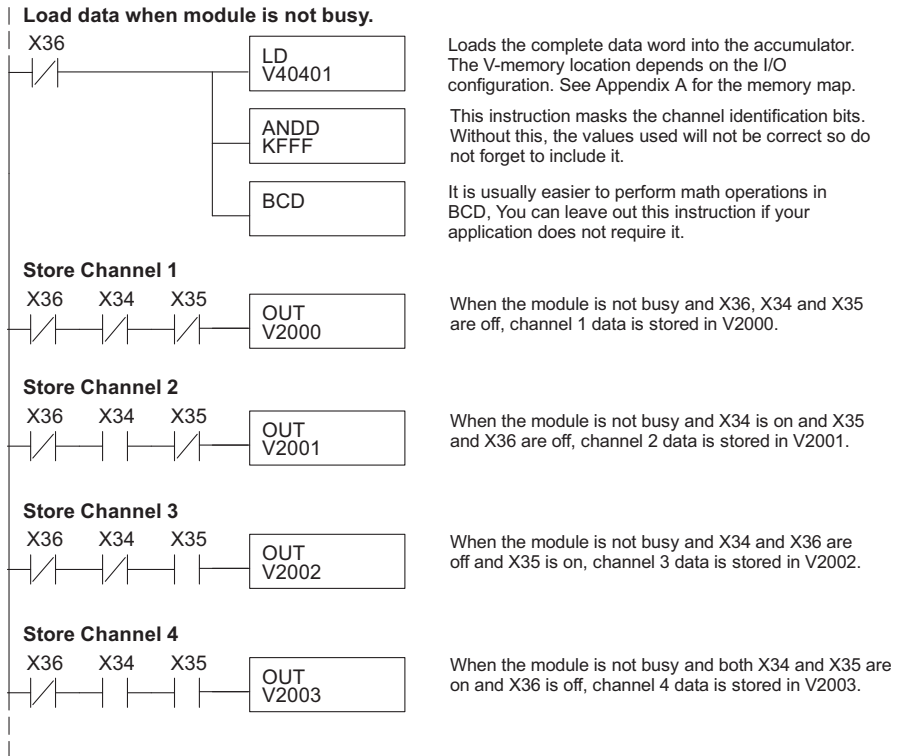 Load data when module is not busy.
X36
LD
V40401
Loads the complete data word into the accumulator.
The V-memory location depends on the I/O
configuration. See Appendix A for the memory map.
ANDD
KFFF
This instruction masks the channel identification bits.
Without this, the values used will not be correct so do
not forget to include it.
BCD
It is usually easier to perform math operations in
BCD, You can leave out this instruction if your
application does not require it.
Store Channel 1
X36 X34 X35
OUT
V2000
When the module is not busy and X36, X34 and X35
are off, channel 1 data is stored in V2000.
Store Channel 2
X36 X34 X35
OUT
V2001
When the module is not busy and X34 is on and X35
and X36 are off, channel 2 data is stored in V2001.
Store Channel 3
X36 X34 X35
OUT
V2002
When the module is not busy and X34 and X36 are
off and X35 is on, channel 3 data is stored in V2002.
Store Channel 4
X36 X34 X35
OUT
V2003
When the module is not busy and both X34 and X35 are
on and X36 is off, channel 4 data is stored in V2003.